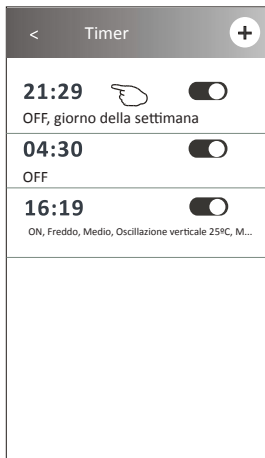 < Timer +
21:29
OFF, giorno della settimana
04:30
OFF
16:19
ON, Freddo, Medio, Oscillazione verticale 25ºC, M...